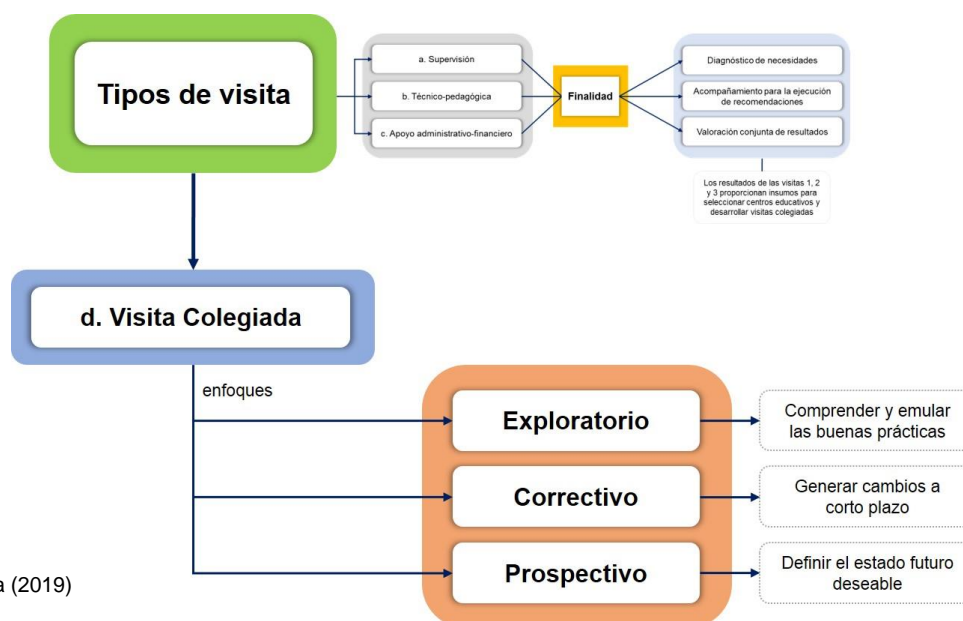 Tipos de visita
a. Supervisión
b. Técnico-pedagógica
c. Apoyo administrativo-financiero
Finalidad
Diagnóstico de necesidades
Acompañamiento para la ejecución
de recomendaciones
Valoración conjunta de resultados
Los resultados de las visitas 1, 2
y 3 proporcionan insumos para
seleccionar centros educativos y
desarrollar visitas colegiadas
d. Visita Colegiada
enfoques
Exploratorio
Comprender y emular
las buenas prácticas
Correctivo
Generar cambios a
corto plazo
Prospectivo
Definir el estado futuro
deseable
a (2019)